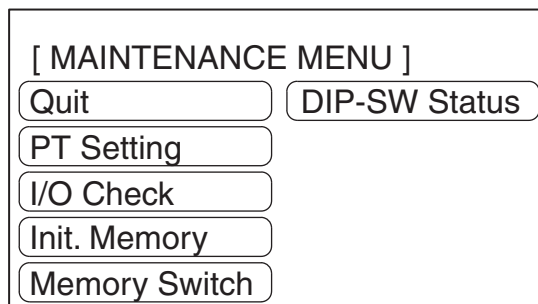 [ MAINTENANCE MENU ]
Quit
DIP-SW Status
PT Setting
I/O Check
Init. Memory
Memory Switch